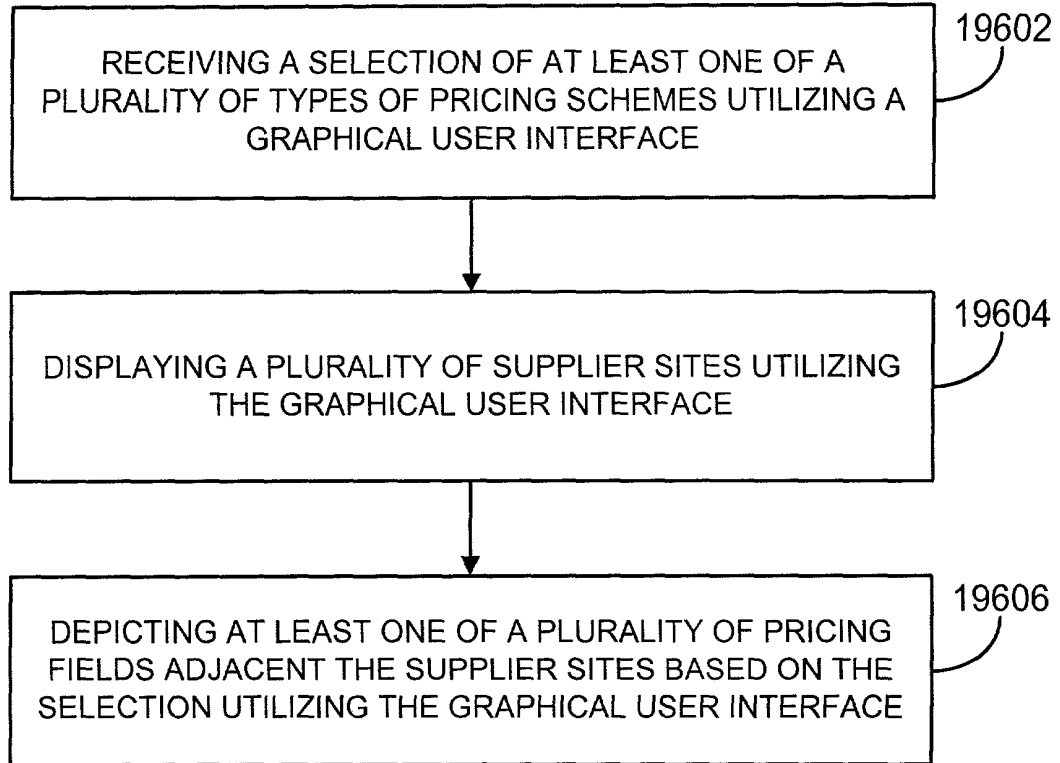 19602
RECEIVING A SELECTION OF AT LEAST ONE OF A
PLURALITY OF TYPES OF PRICING SCHEMES UTILIZING A
GRAPHICAL USER INTERFACE
19604
DISPLAYING A PLURALITY OF SUPPLIER SITES UTILIZING
THE GRAPHICAL USER INTERFACE
19606
DEPICTING AT LEAST ONE OF A PLURALITY OF PRICING
FIELDS ADJACENT THE SUPPLIER SITES BASED ON THE
SELECTION UTILIZING THE GRAPHICAL USER INTERFACE